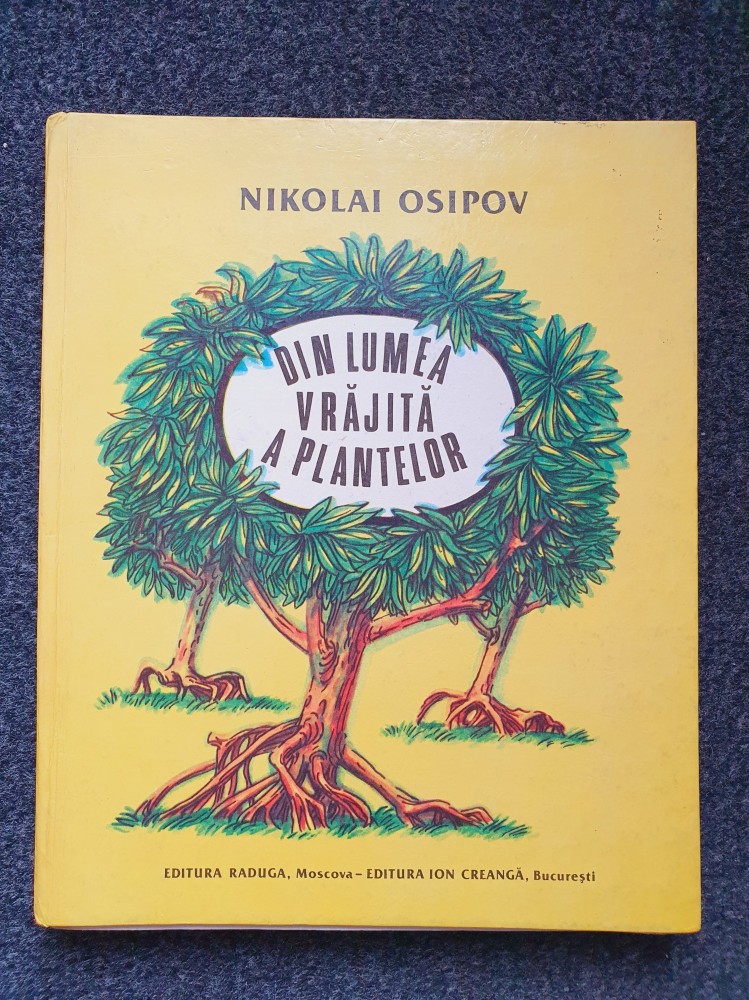 NIKOLAI OSIPOV
DIN LUMEA
VRĂJITĂ
A PLANTELOR
EDITURA RADUGA, Moscova – EDITURA ION CREANGĂ, București